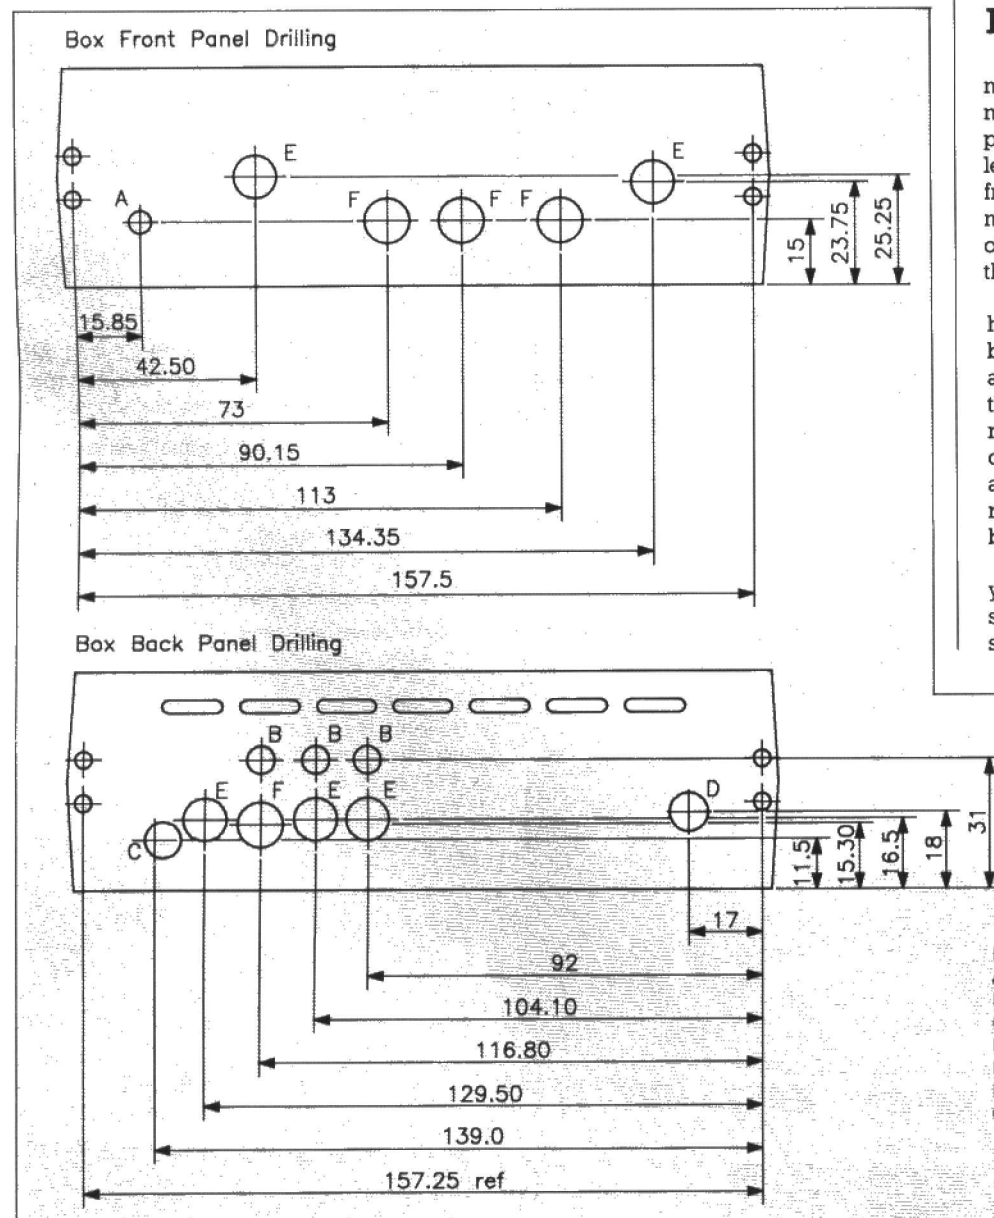 Box Front Panel Drilling
E
E
A
F
F
F
15
23.75
25.25
15.85
42.50
73
90.15
113
134.35
157.5
Box Back Panel Drilling
B
B
B
E
F
E
E
D
C
11.5
15.30
16.5
18
31
17
92
104.10
116.80
129.50
139.0
157.25 ref